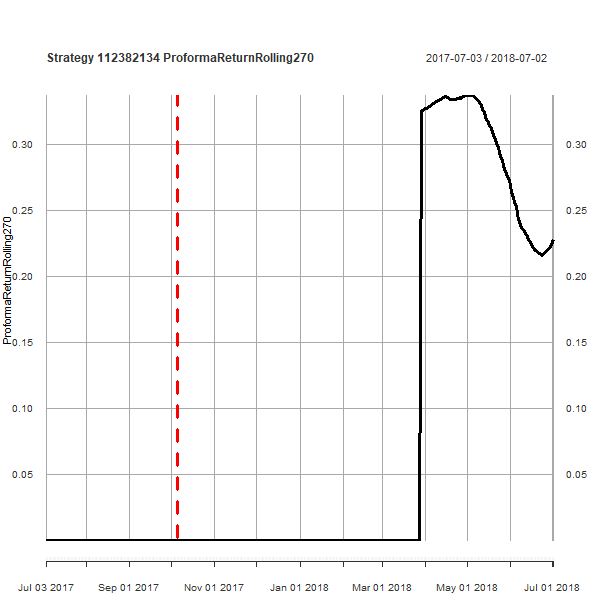 Strategy 112382134 ProformaReturnRolling270
2017-07-03 / 2018-07-02
ProformaReturnRolling270
0.30 0.30
0.25 0.25
0.20 0.20
0.15 0.15
0.10 0.10
0.05 0.05
Jul 03 2017 Sep 01 2017 Nov 01 2017 Jan 01 2018 Mar 01 2018 May 01 2018 Jul 01 2018